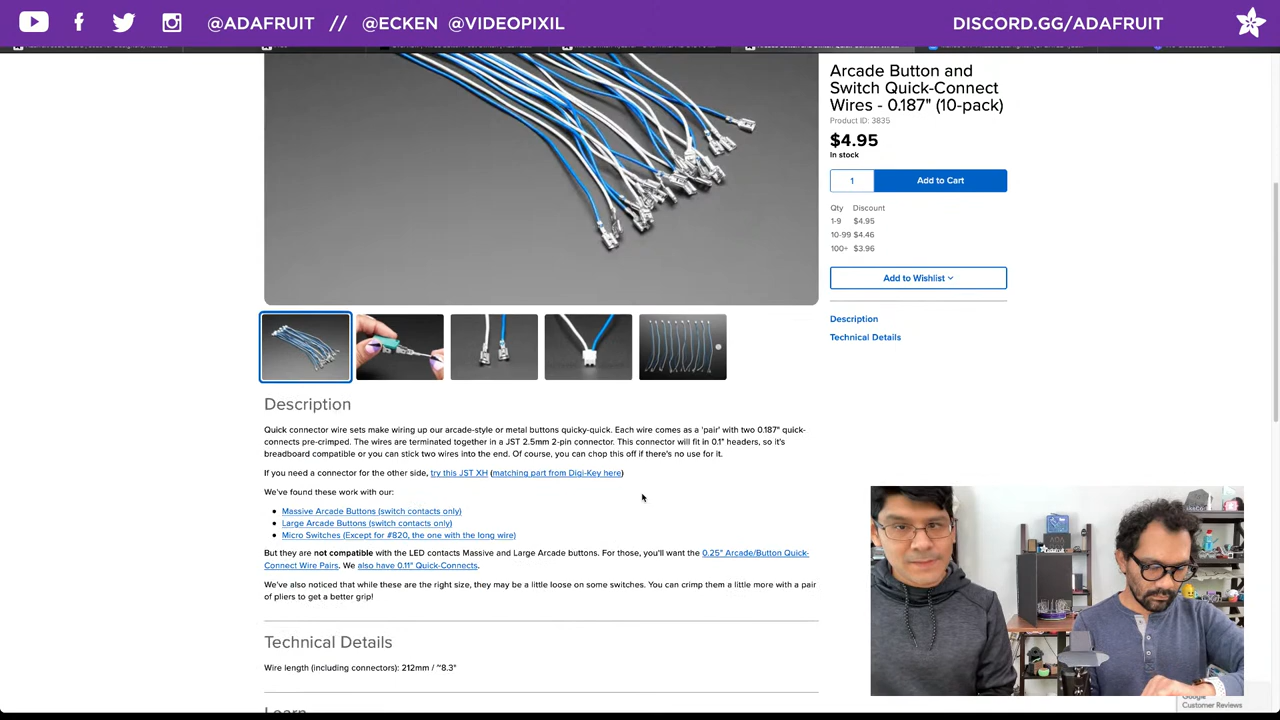 @ADAFRUIT // @ECKEN @VIDEOPIXIL
DISCORD.GG/ADAFRUIT
Arcade Button and
Switch Quick-Connect
Wires - 0.187" (10-pack)
Product ID: 3835
$4.95
In stock
1
Add to Cart
Qty Discount
1-9 $4.95
10-99 $4.46
100+ $3.96
Add to Wishlist
Description
Technical Details
Description
Quick connector wire sets make wiring up our arcade-style or metal buttons quicky-quick. Each wire comes as a 'pair' with two 0.187" quick-
connects pre-crimped. The wires are terminated together in a JST 2.5mm 2-pin connector. This connector will fit in 0.1" headers, so it's
breadboard compatible or you can stick two wires into the end. Of course, you can chop this off if there's no use for it.
If you need a connector for the other side, try this JST XH (matching part from Digi-Key here)
We've found these work with our:
Massive Arcade Buttons (switch contacts only)
Large Arcade Buttons (switch contacts only)
Micro Switches (Except for #820, the one with the long wire)
But they are not compatible with the LED contacts Massive and Large Arcade buttons. For those, you'll want the 0.25" Arcade/Button Quick-
Connect Wire Pairs. We also have 0.11" Quick-Connects.
We've also noticed that while these are the right size, they may be a little loose on some switches. You can crimp them a little more with a pair
of pliers to get a better grip!
Technical Details
Wire length (including connectors): 212mm / ~8.3"
Learn
Google
Customer Reviews